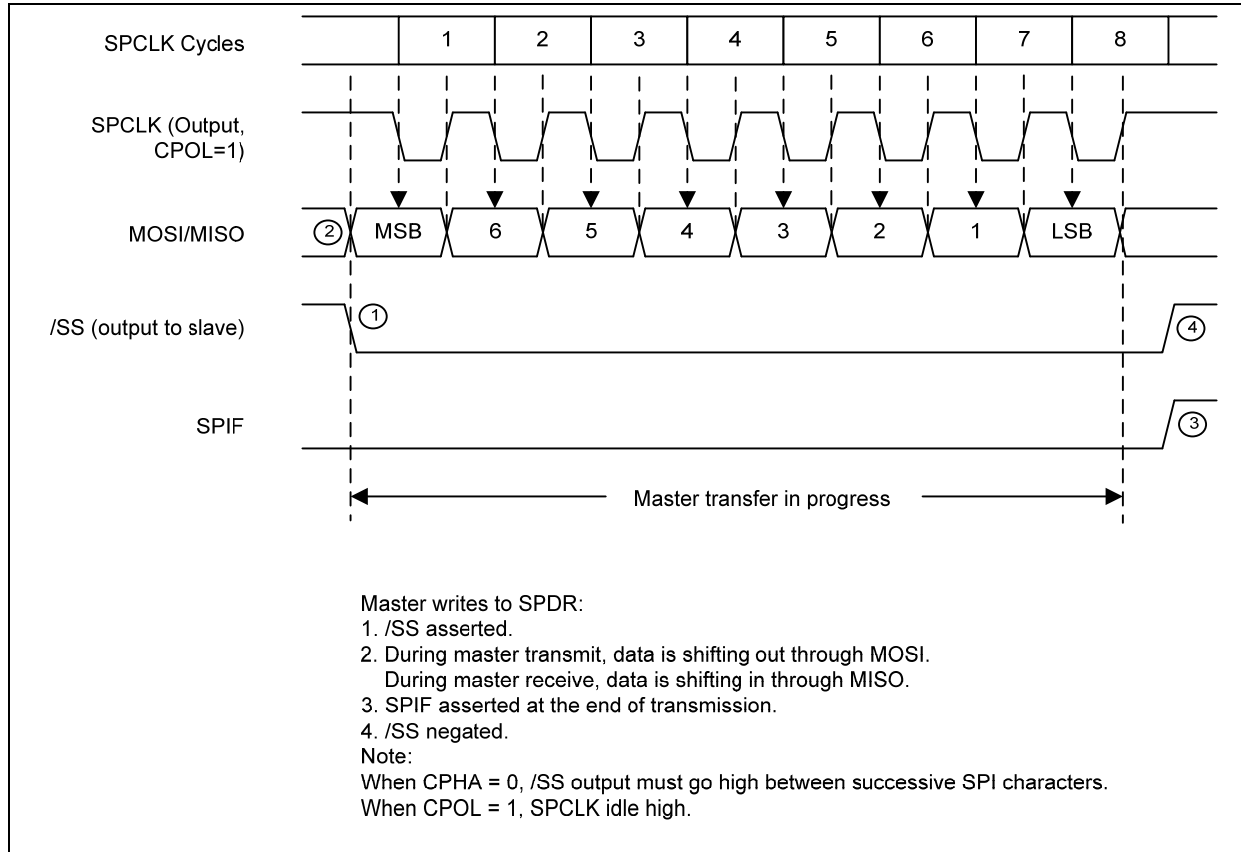 SPCLK Cycles
1 2 3 4 5 6 7 8
SPCLK (Output,
CPOL=1)
MOSI/MISO
2 MSB 6 5 4 3 2 1 LSB
/SS (output to slave)
1
4
SPIF
3
Master transfer in progress
Master writes to SPDR:
1. /SS asserted.
2. During master transmit, data is shifting out through MOSI.
During master receive, data is shifting in through MISO.
3. SPIF asserted at the end of transmission.
4. /SS negated.
Note:
When CPHA = 0, /SS output must go high between successive SPI characters.
When CPOL = 1, SPCLK idle high.